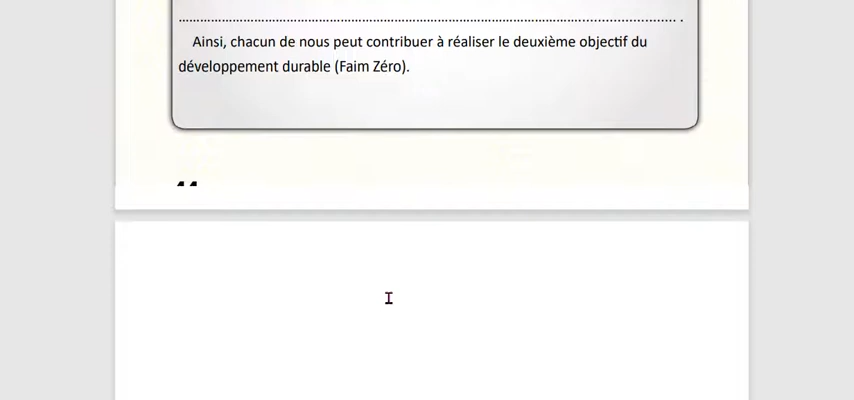 ........................................................................................................................................ .
Ainsi, chacun de nous peut contribuer à réaliser le deuxième objectif du
développement durable (Faim Zéro).